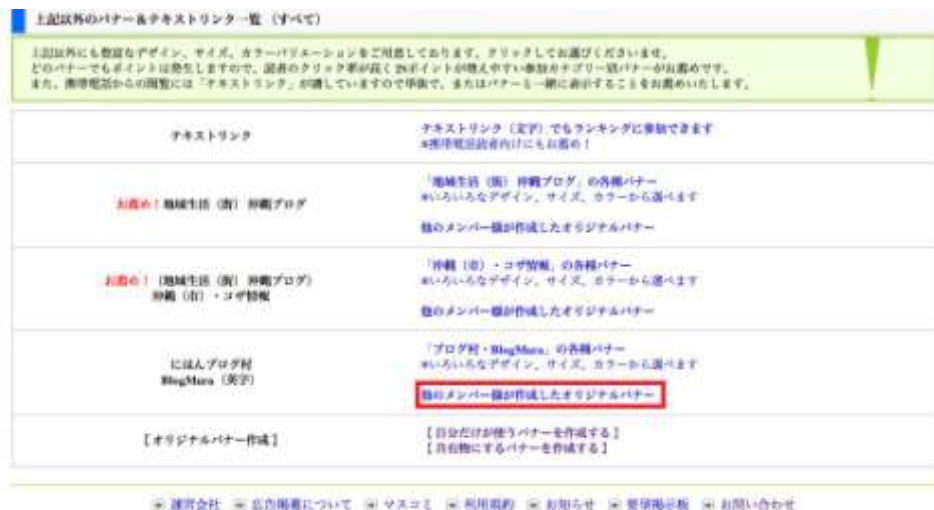 上記以外のバナー＆テキストリンク一覧 (すべて)
上記以外にも豊富なデザイン、サイズ、カラーバリエーションをご用意しております。クリックしてお選びくださいませ。
どのバナーでもポイントは発生しますので、読者のクリック率が高くINポイントが増えやすい参加カテゴリー別バナーがお薦めです。
また、携帯電話からの閲覧には「テキストリンク」が適していますので単独で、またはバナーと一緒に表示することをお薦めいたします。
テキストリンク
テキストリンク（文字）でもランキングに参加できます
※携帯電話読者向けにもお薦め！
お薦め！地域生活（街） 沖縄ブログ
「地域生活（街） 沖縄ブログ」の各種バナー
※いろいろなデザイン、サイズ、カラーから選べます
他のメンバー様が作成したオリジナルバナー
お薦め！（地域生活（街） 沖縄ブログ）
沖縄（市）・コザ情報
「沖縄（市）・コザ情報」の各種バナー
※いろいろなデザイン、サイズ、カラーから選べます
他のメンバー様が作成したオリジナルバナー
にほんブログ村
BlogMura（英字）
「ブログ村・BlogMura」の各種バナー
※いろいろなデザイン、サイズ、カラーから選べます
他のメンバー様が作成したオリジナルバナー
【オリジナルバナー作成】
【自分だけが使うバナーを作成する】
【共有物にするバナーを作成する】
運営会社 広告掲載について マスコミ 利用規約 お知らせ 要望掲示板 お問い合わせ